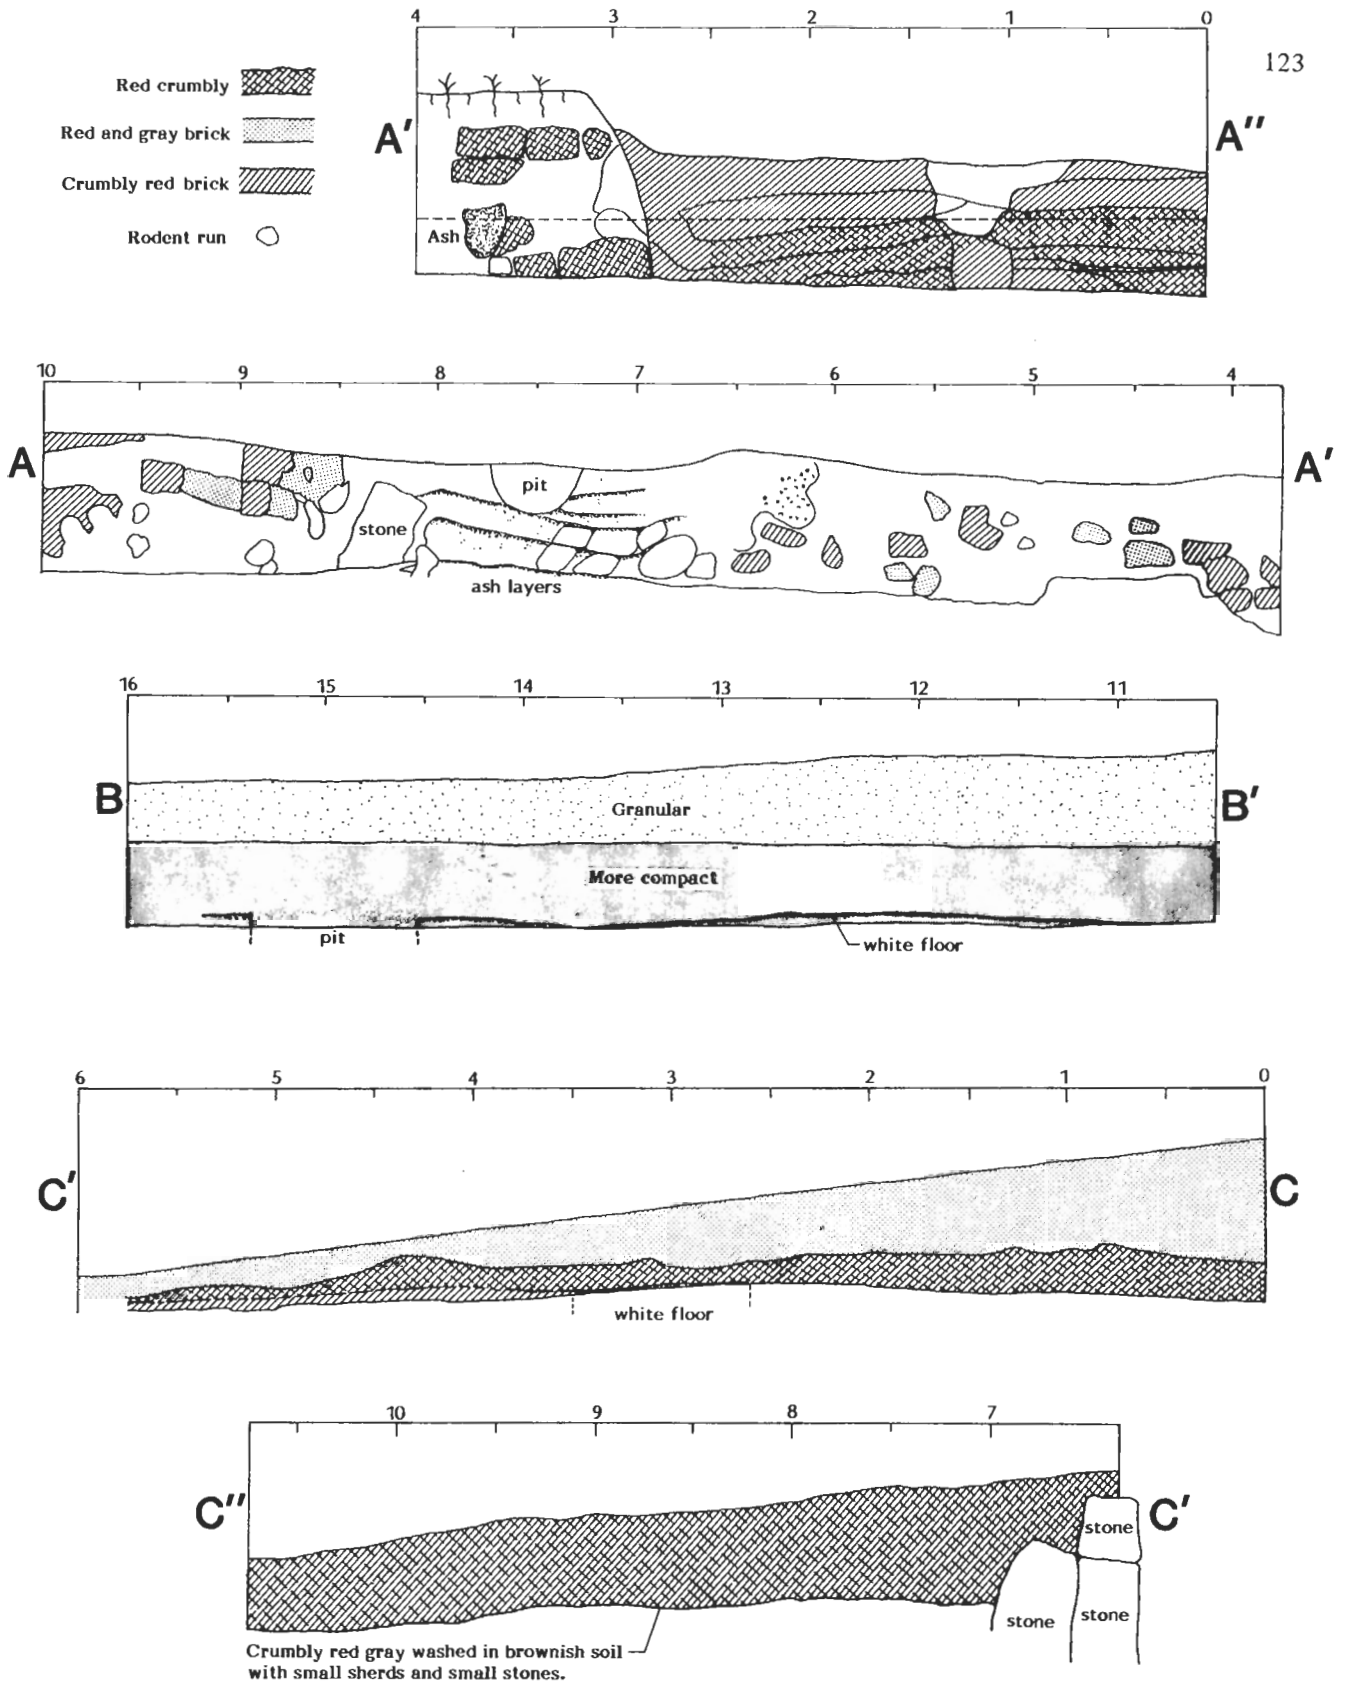 4 3 2 1 0
123
Red crumbly
Red and gray brick
Crumbly red brick
Rodent run
A'
A"
Ash
10 9 8 7 6 5 4
A
A'
pit
stone
ash layers
16 15 14 13 12 11
B
B'
Granular
More compact
pit
white floor
6 5 4 3 2 1 0
C'
C
white floor
10 9 8 7
C"
C'
stone
stone
stone
Crumbly red gray washed in brownish soil
with small sherds and small stones.